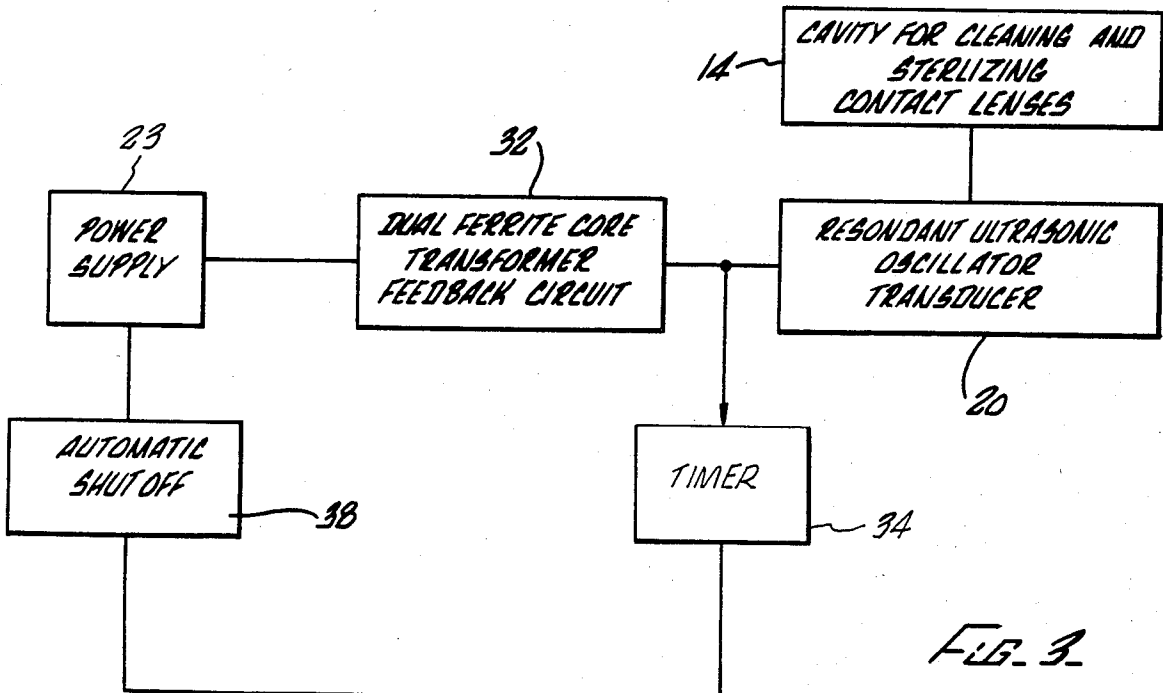 CAVITY FOR CLEANING AND
STERLIZING
CONTACT LENSES
14
23
32
POWER
SUPPLY
DUAL FERRITE CORE
TRANSFORMER
FEEDBACK CIRCUIT
RESONDANT ULTRASONIC
OSCILLATOR
TRANSDUCER
20
AUTOMATIC
SHUT OFF
38
TIMER
34
FIG. 3.